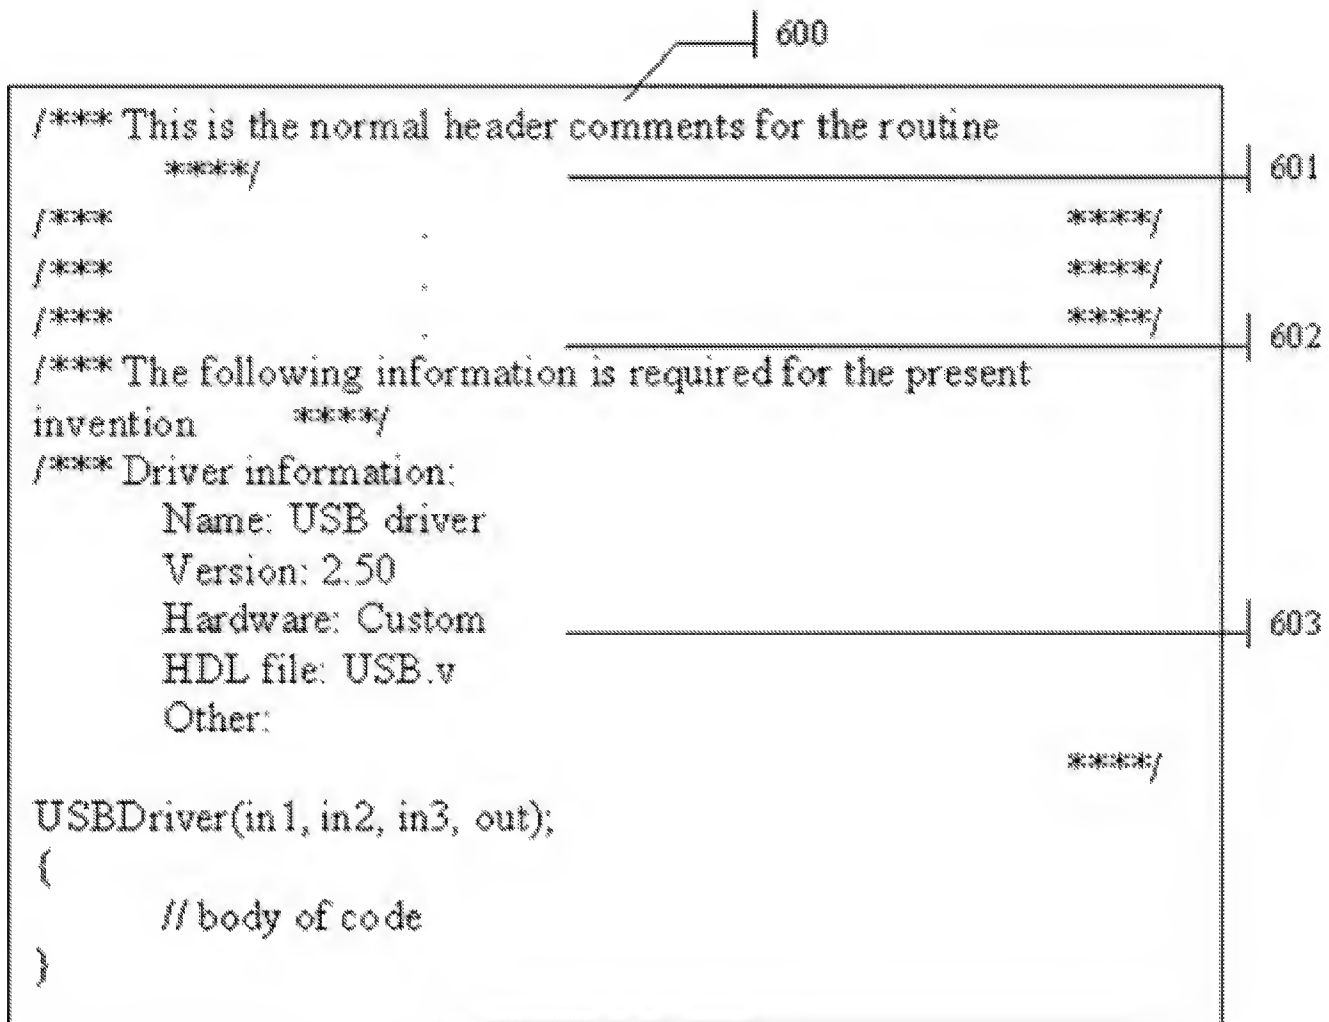 600
/*** This is the normal header comments for the routine
****/
601
/*** . ****/
/*** . ****/
/*** . ****/
602
/*** The following information is required for the present
invention ****/
/*** Driver information:
Name: USB driver
Version: 2.50
Hardware: Custom
603
HDL file: USB.v
Other:
****/
USBDriver(in1, in2, in3, out);
{
// body of code
}